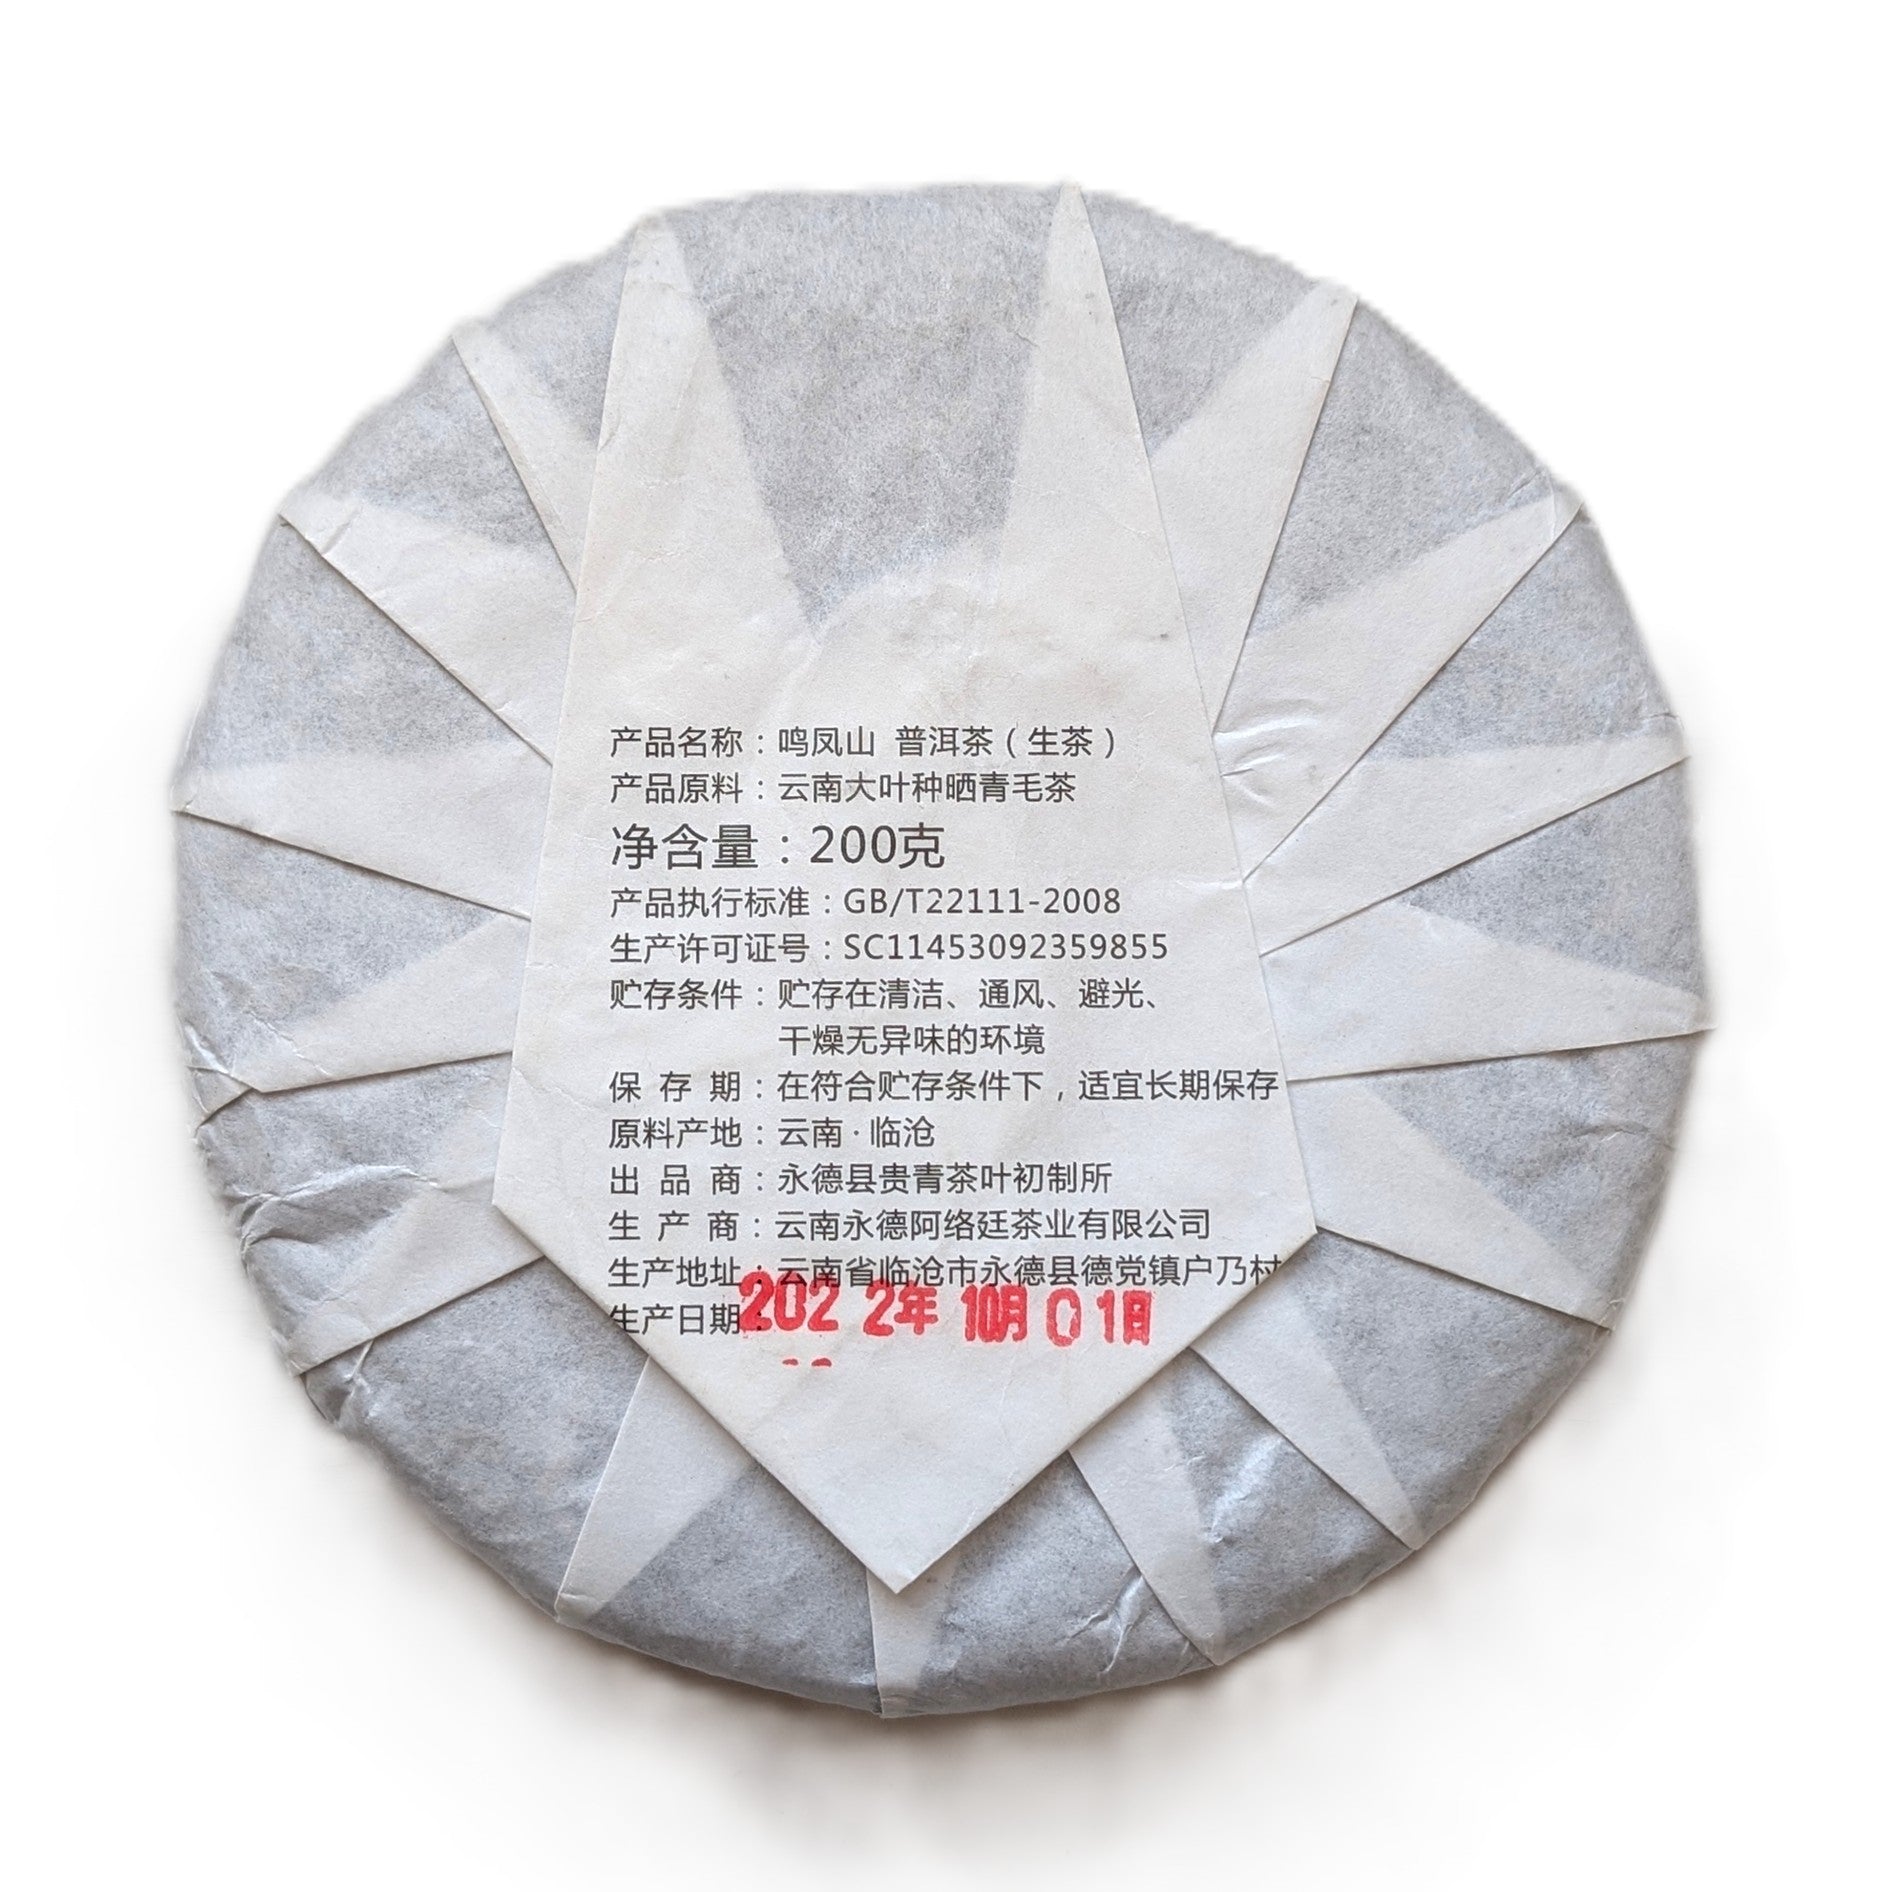 产品名称：鸣凤山 普洱茶（生茶）
产品原料：云南大叶种晒青毛茶
净含量：200克
产品执行标准：GB/T22111-2008
生产许可证号：SC11453092359855
贮存条件：贮存在清洁、通风、避光、
干燥无异味的环境
保 存 期：在符合贮存条件下，适宜长期保存
原料产地：云南·临沧
出 品 商：永德县贵青茶叶初制所
生 产 商：云南永德阿络廷茶业有限公司
生产地址：云南省临沧市永德县德党镇户乃村
生产日期：2022年10月01日